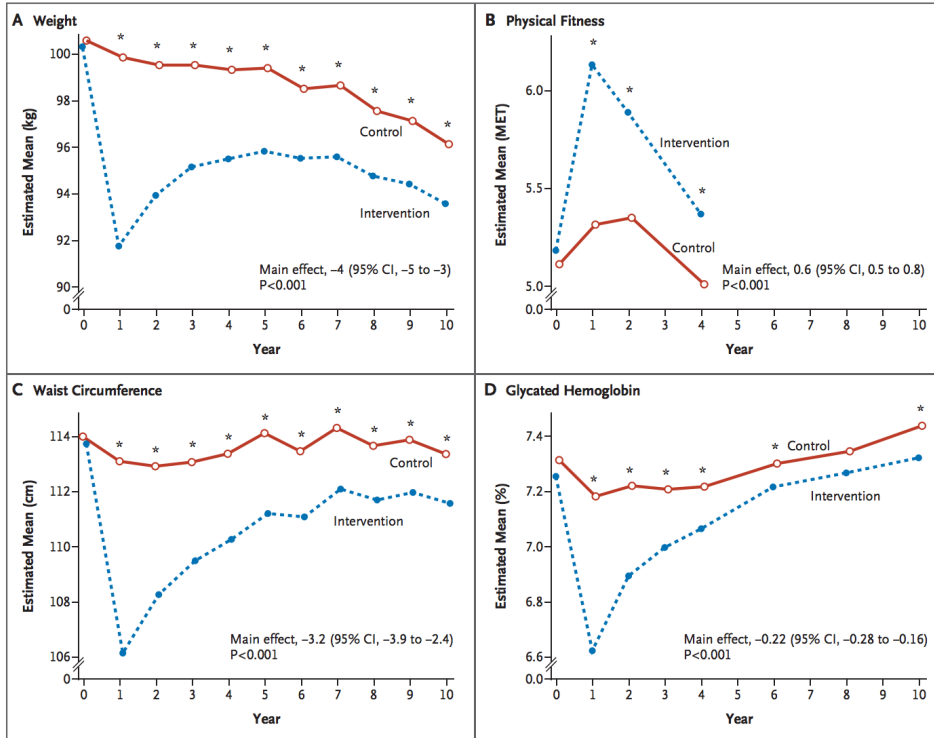 A Weight
Estimated Mean (kg)
100
98
96
94
92
90
0
* * * * * * * * * *
Control
Intervention
Main effect, –4 (95% CI, –5 to –3)
P<0.001
0 1 2 3 4 5 6 7 8 9 10
Year
B Physical Fitness
Estimated Mean (MET)
6.0
5.5
5.0
0.0
* * *
Intervention
Control
Main effect, 0.6 (95% CI, 0.5 to 0.8)
P<0.001
0 1 2 3 4 5 6 7 8 9 10
Year
C Waist Circumference
Estimated Mean (cm)
114
112
110
108
106
0.0
* * * * * * * * * *
Control
Intervention
Main effect, –3.2 (95% CI, –3.9 to –2.4)
P<0.001
0 1 2 3 4 5 6 7 8 9 10
Year
D Glycated Hemoglobin
Estimated Mean (%)
7.4
7.2
7.0
6.8
6.6
0.0
* * * * * *
Control
Intervention
Main effect, –0.22 (95% CI, –0.28 to –0.16)
P<0.001
0 1 2 3 4 5 6 7 8 9 10
Year